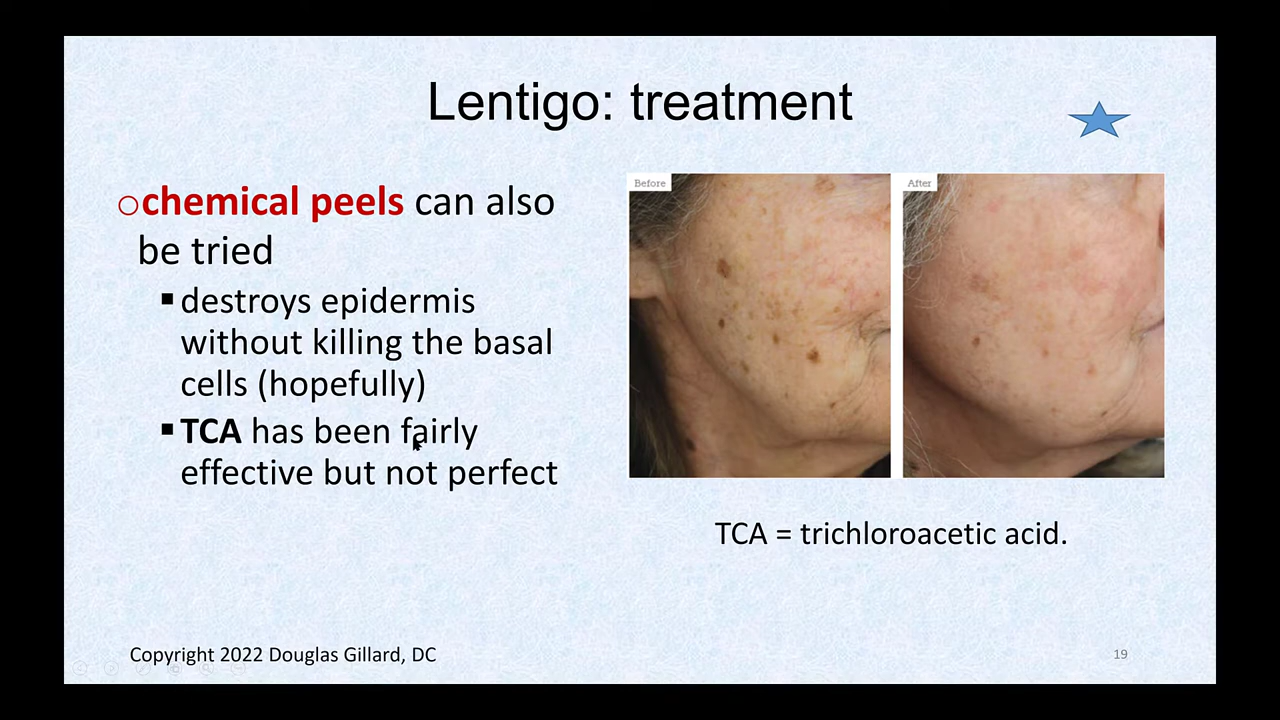 Lentigo: treatment
chemical peels can also
be tried
destroys epidermis
without killing the basal
cells (hopefully)
TCA has been fairly
effective but not perfect
Before
After
TCA = trichloroacetic acid.
Copyright 2022 Douglas Gillard, DC
19